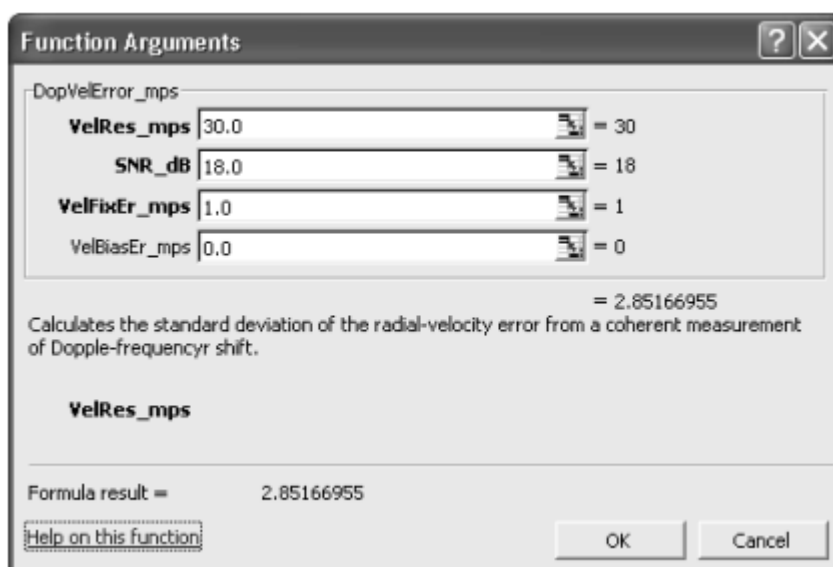 Function Arguments
DopVelError_mps
VelRes_mps 30.0 = 30
SNR_dB 18.0 = 18
VelFixEr_mps 1.0 = 1
VelBiasEr_mps 0.0 = 0
= 2.85166955
Calculates the standard deviation of the radial-velocity error from a coherent measurement
of Dopple-frequencyr shift.
VelRes_mps
Formula result = 2.85166955
Help on this function OK Cancel